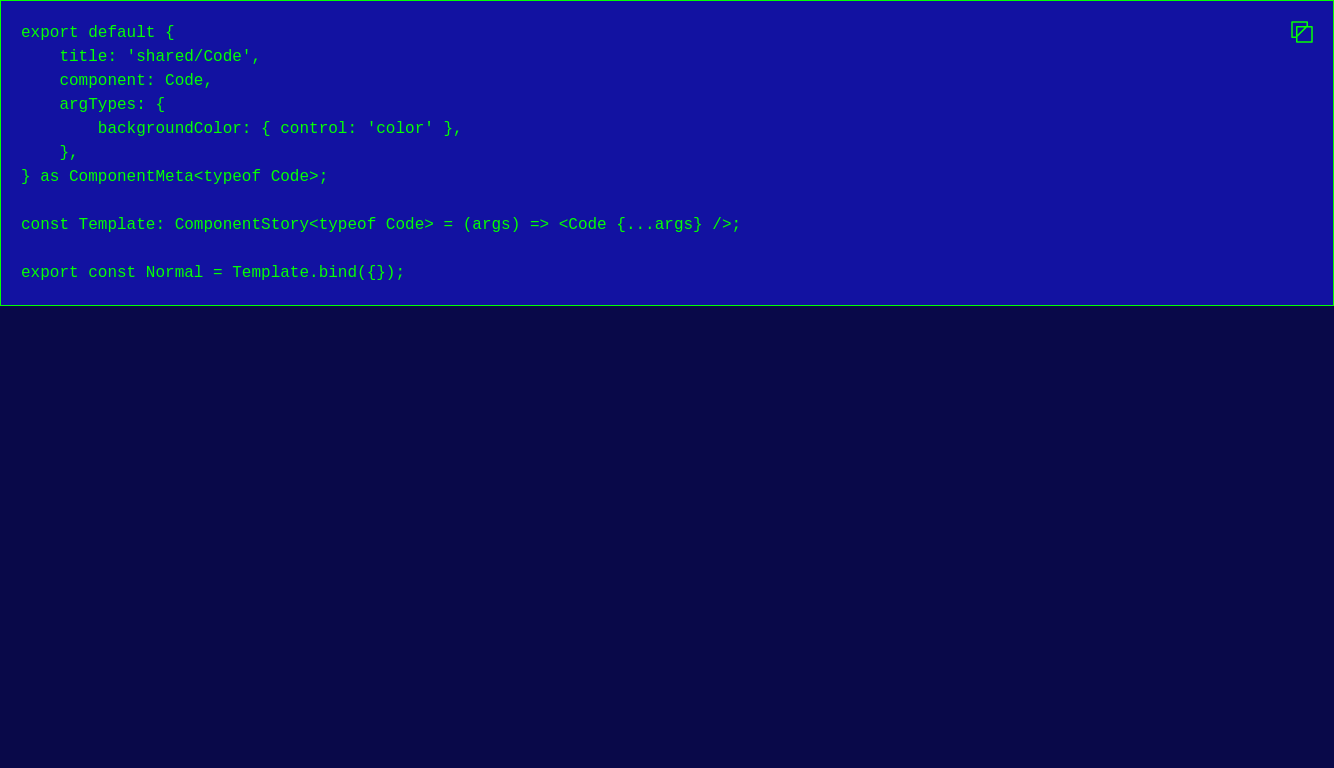 export default {
    title: 'shared/Code',
    component: Code,
    argTypes: {
        backgroundColor: { control: 'color' },
    },
} as ComponentMeta<typeof Code>;

const Template: ComponentStory<typeof Code> = (args) => <Code {...args} />;

export const Normal = Template.bind({});